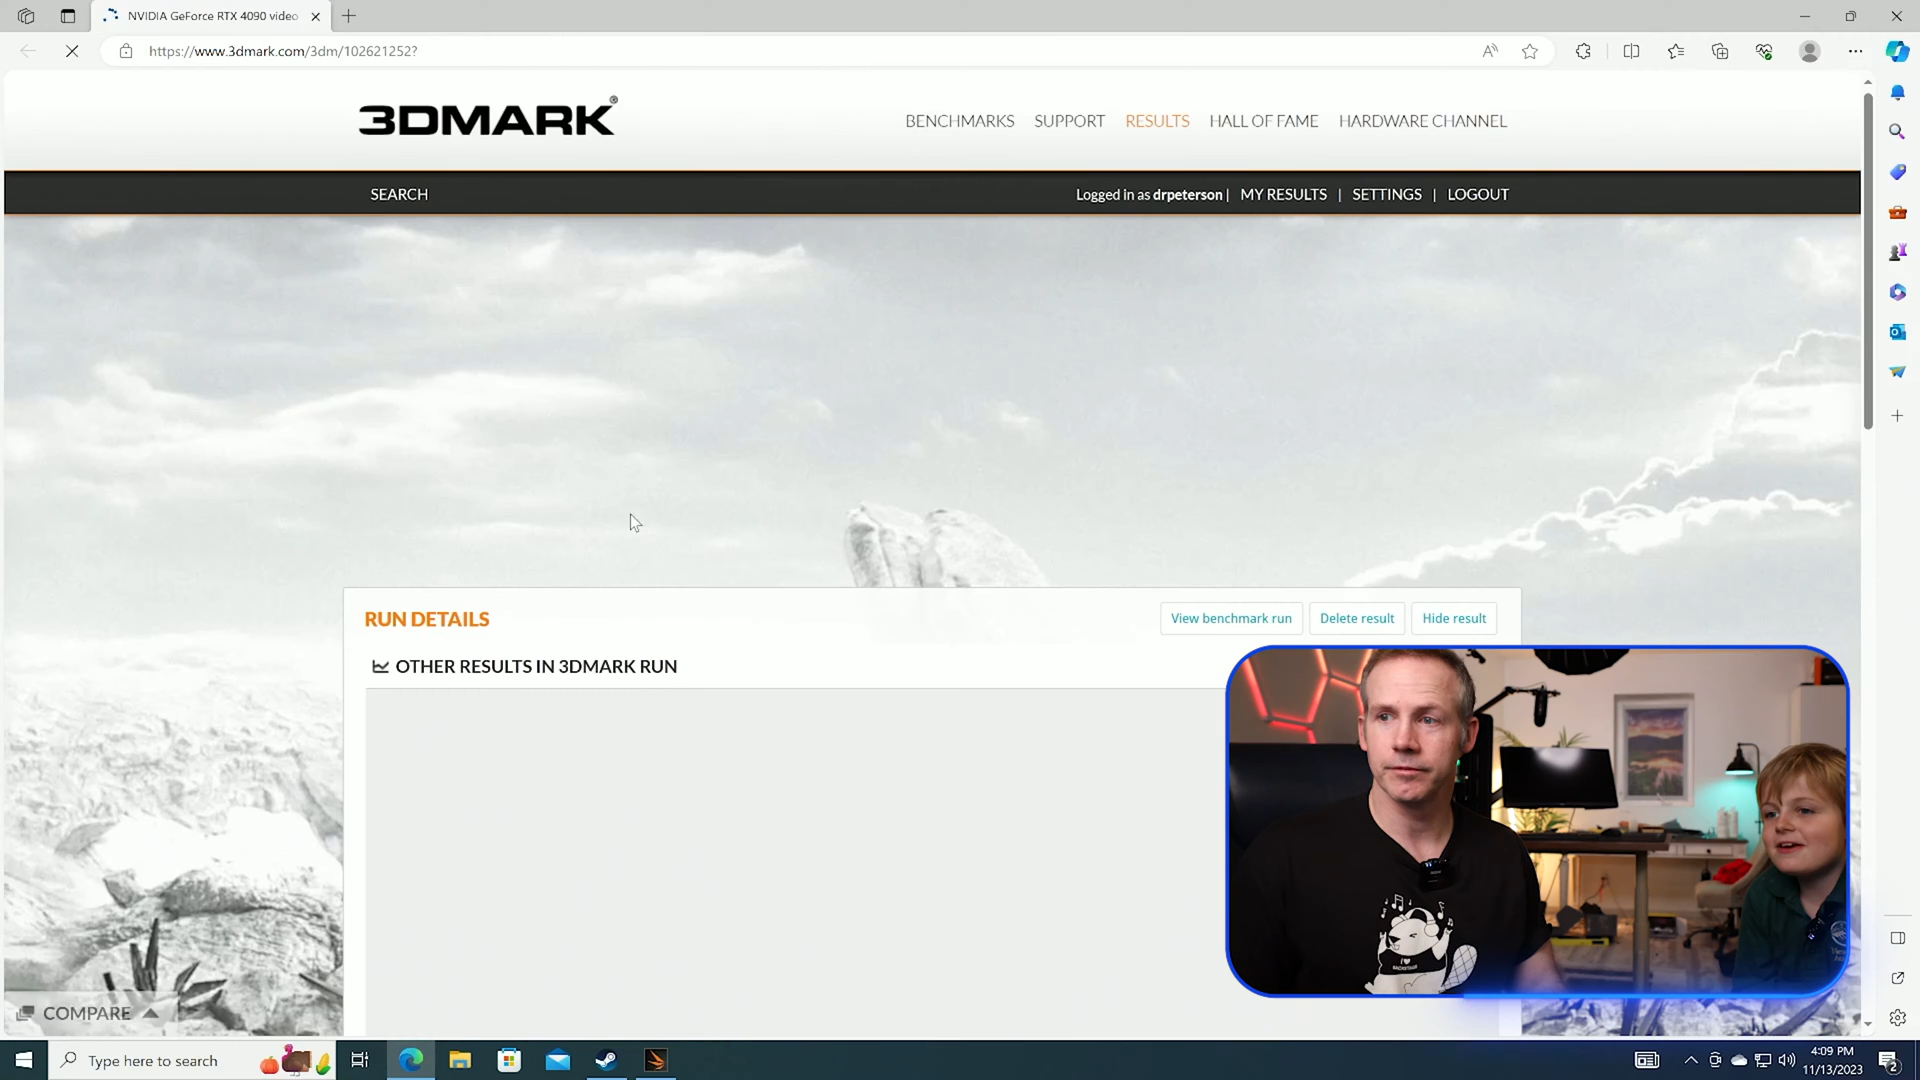 NVIDIA GeForce RTX 4090 video
https://www.3dmark.com/3dm/102621252?
3DMARK®
BENCHMARKS SUPPORT RESULTS HALL OF FAME HARDWARE CHANNEL
SEARCH
Logged in as drpeterson | MY RESULTS | SETTINGS | LOGOUT
RUN DETAILS
View benchmark run
Delete result
Hide result
OTHER RESULTS IN 3DMARK RUN
COMPARE
Type here to search
4:09 PM
11/13/2023
2